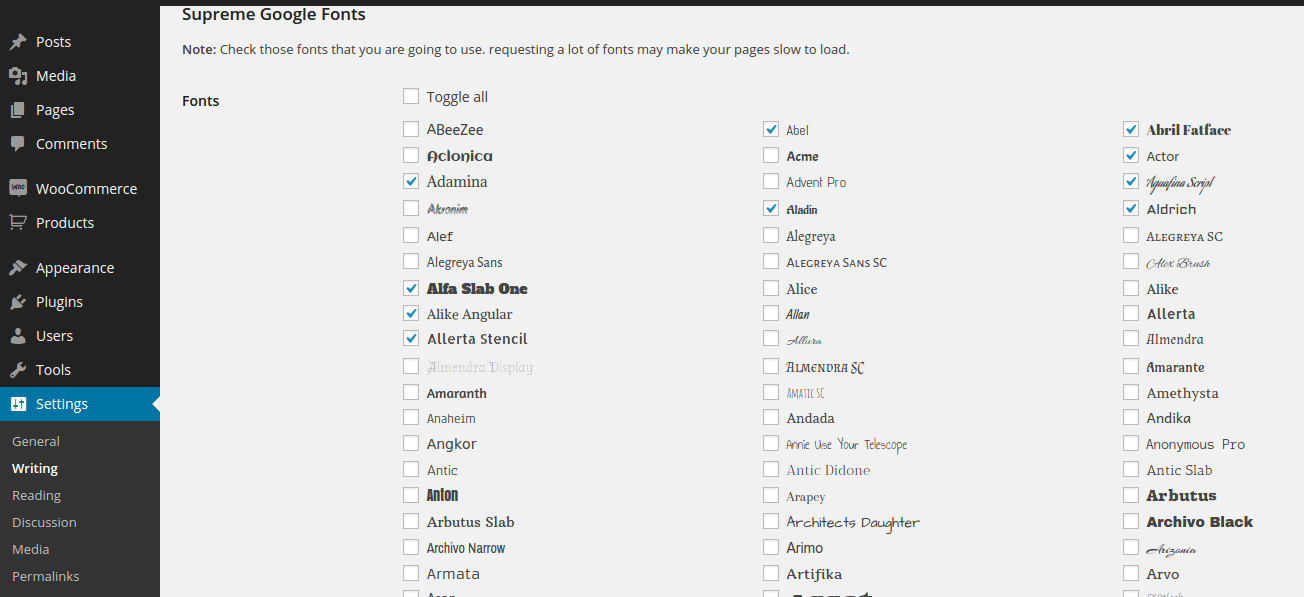 Posts
Media
Pages
Comments
WooCommerce
Products
Appearance
Plugins
Users
Tools
Settings
General
Writing
Reading
Discussion
Media
Permalinks
Supreme Google Fonts
Note: Check those fonts that you are going to use. requesting a lot of fonts may make your pages slow to load.
Fonts
Toggle all
ABeeZee Abel Abril Fatface
Aclonica Acme Actor
Adamina Advent Pro Aguafina Script
Akronim Aladin Aldrich
Alef Alegreya Alegreya SC
Alegreya Sans Alegreya Sans SC Alex Brush
Alfa Slab One Alice Alike
Alike Angular Allan Allerta
Allerta Stencil Allura Almendra
Almendra Display Almendra SC Amarante
Amaranth Amatic SC Amethysta
Anaheim Andada Andika
Angkor Annie Use Your Telescope Anonymous Pro
Antic Antic Didone Antic Slab
Anton Arapey Arbutus
Arbutus Slab Architects Daughter Archivo Black
Archivo Narrow Arimo Arizonia
Armata Artifika Arvo